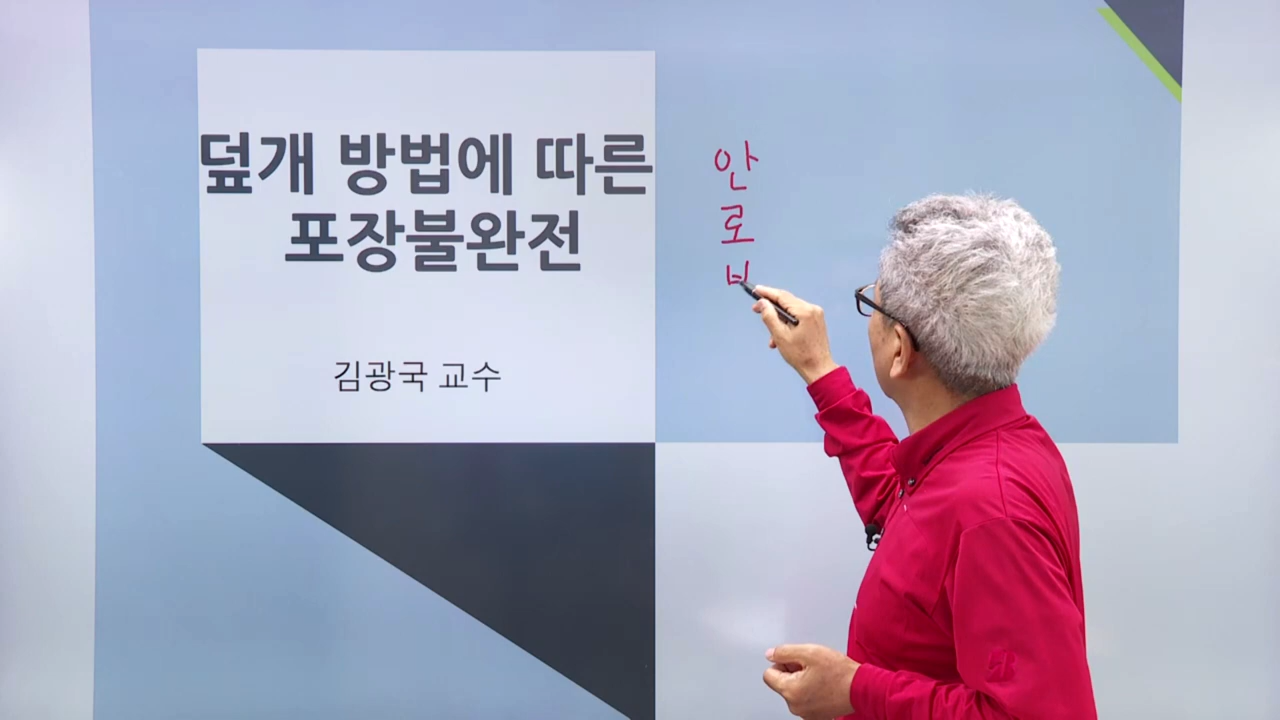 덮개 방법에 따른
포장불완전
김광국 교수
안
로